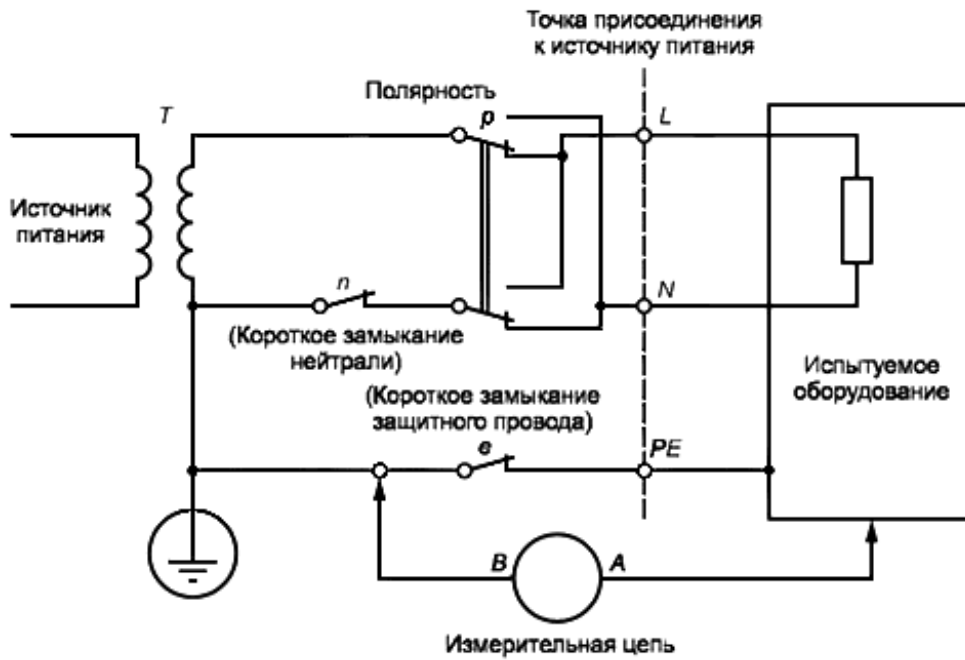 Точка присоединения
к источнику питания
Полярность
T
p
L
Источник
питания
n
N
(Короткое замыкание
нейтрали)
Испытуемое
оборудование
(Короткое замыкание
защитного провода)
e
PE
B
A
Измерительная цепь